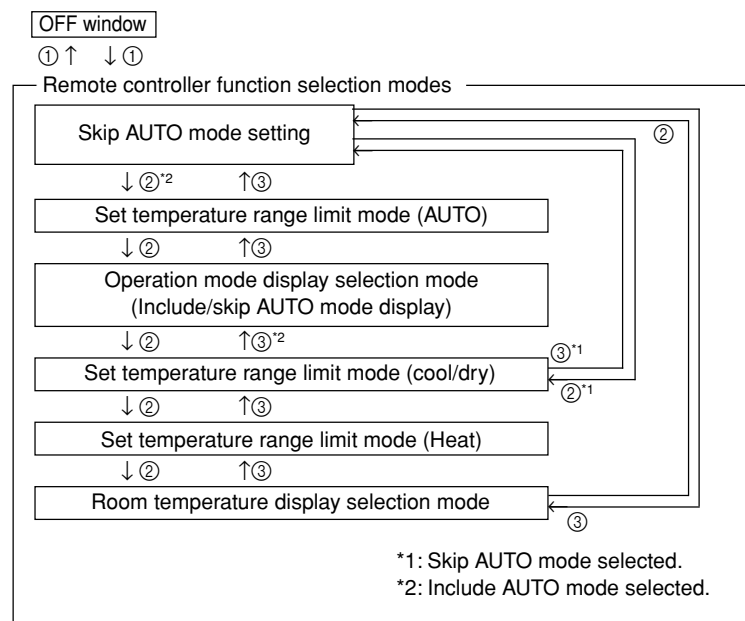 OFF window
①↑ ↓①
Remote controller function selection modes
Skip AUTO mode setting
②
↓②*2 ↑③
Set temperature range limit mode (AUTO)
↓② ↑③
Operation mode display selection mode
(Include/skip AUTO mode display)
↓② ↑③*2
③*1
Set temperature range limit mode (cool/dry)
②*1
↓② ↑③
Set temperature range limit mode (Heat)
↓② ↑③
Room temperature display selection mode
③
*1: Skip AUTO mode selected.
*2: Include AUTO mode selected.